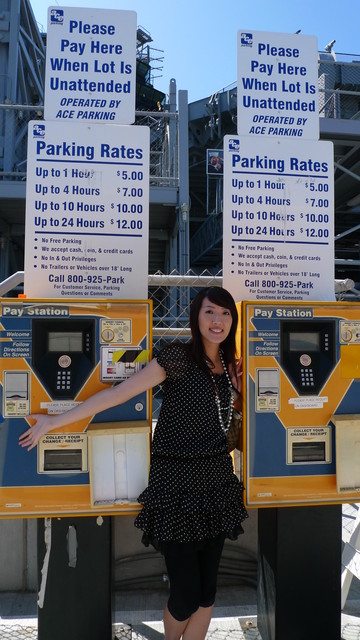 Please
Pay Here
When Lot Is
Unattended
OPERATED BY
ACE PARKING
Parking Rates
Up to 1 Hour $5.00
Up to 4 Hours $7.00
Up to 10 Hours $10.00
Up to 24 Hours $12.00
• No Free Parking
• We accept cash, coin, & credit cards
• No In & Out Privileges
• No Trailers or Vehicles over 18' Long
Call 800-925-Park
For Customer Service, Parking
Questions or Comments
Pay Station
Welcome
Follow
Directions
On Screen
COLLECT YOUR
CHANGE / RECEIPT
Please
Pay Here
When Lot Is
Unattended
OPERATED BY
ACE PARKING
Parking Rates
Up to 1 Hour $5.00
Up to 4 Hours $7.00
Up to 10 Hours $10.00
Up to 24 Hours $12.00
• No Free Parking
• We accept cash, coin, & credit cards
• No In & Out Privileges
• No Trailers or Vehicles over 18' Long
Call 800-925-Park
For Customer Service, Parking
Questions or Comments
Pay Station
Welcome
Follow
Directions
On Screen
COLLECT YOUR
CHANGE / RECEIPT